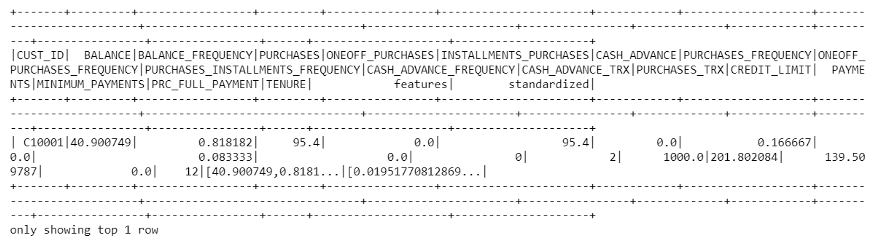 +-------+---------+-----------------+---------+----------------+----------------------+------------+-------------------+-------
---------------------+--------------------------------+----------------------+----------------+-------------+------------+------
---+----------------+----------------+------+--------------------+--------------------+
|CUST_ID|  BALANCE|BALANCE_FREQUENCY|PURCHASES|ONEOFF_PURCHASES|INSTALLMENTS_PURCHASES|CASH_ADVANCE|PURCHASES_FREQUENCY|ONEOFF_
PURCHASES_FREQUENCY|PURCHASES_INSTALLMENTS_FREQUENCY|CASH_ADVANCE_FREQUENCY|CASH_ADVANCE_TRX|PURCHASES_TRX|CREDIT_LIMIT|  PAYME
NTS|MINIMUM_PAYMENTS|PRC_FULL_PAYMENT|TENURE|            features|        standardized|
+-------+---------+-----------------+---------+----------------+----------------------+------------+-------------------+-------
---------------------+--------------------------------+----------------------+----------------+-------------+------------+------
---+----------------+----------------+------+--------------------+--------------------+
| C10001|40.900749|         0.818182|     95.4|             0.0|                  95.4|         0.0|           0.166667|
0.0|                        0.083333|                   0.0|               0|            2|      1000.0|201.802084|      139.50
9787|             0.0|    12|[40.900749,0.8181...|[0.01951770812869...|
+-------+---------+-----------------+---------+----------------+----------------------+------------+-------------------+-------
---------------------+--------------------------------+----------------------+----------------+-------------+------------+------
---+----------------+----------------+------+--------------------+--------------------+
only showing top 1 row